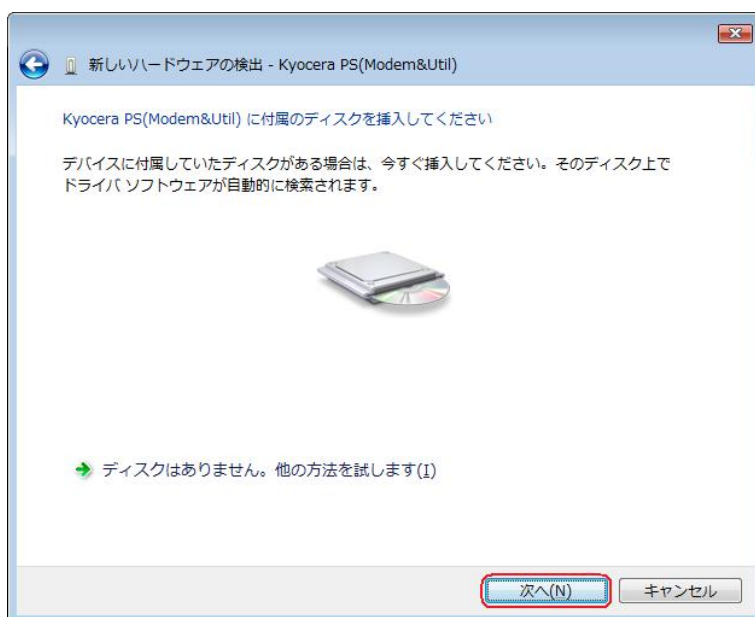 新しいハードウェアの検出 - Kyocera PS(Modem&Util)
Kyocera PS(Modem&Util) に付属のディスクを挿入してください
デバイスに付属していたディスクがある場合は、今すぐ挿入してください。そのディスク上で
ドライバ ソフトウェアが自動的に検索されます。
ディスクはありません。他の方法を試します(I)
次へ(N) キャンセル